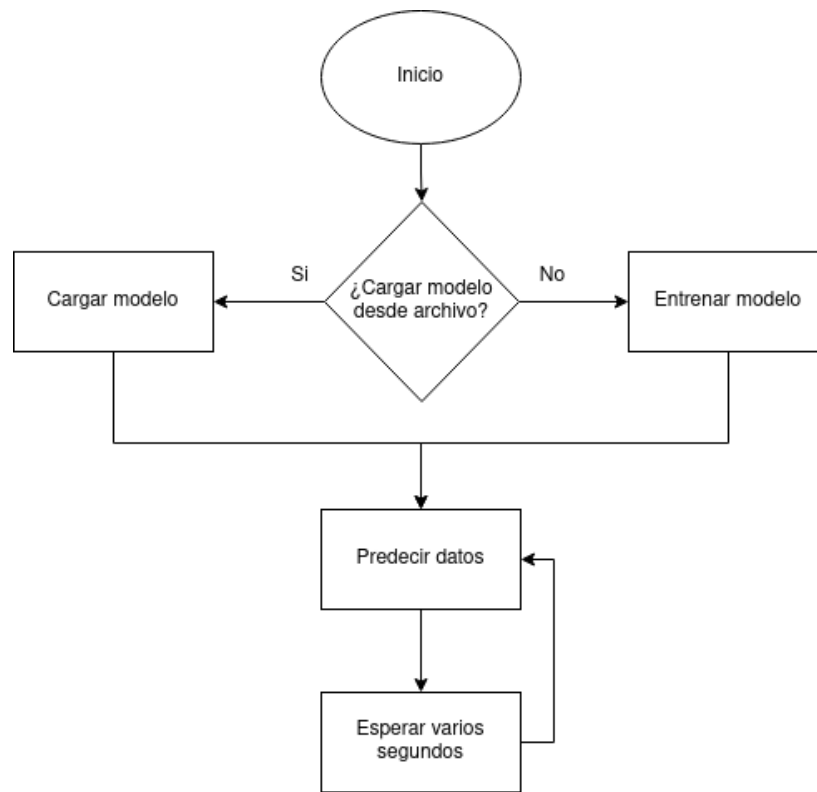 Inicio
Si
¿Cargar modelo
desde archivo?
No
Cargar modelo
Entrenar modelo
Predecir datos
Esperar varios
segundos